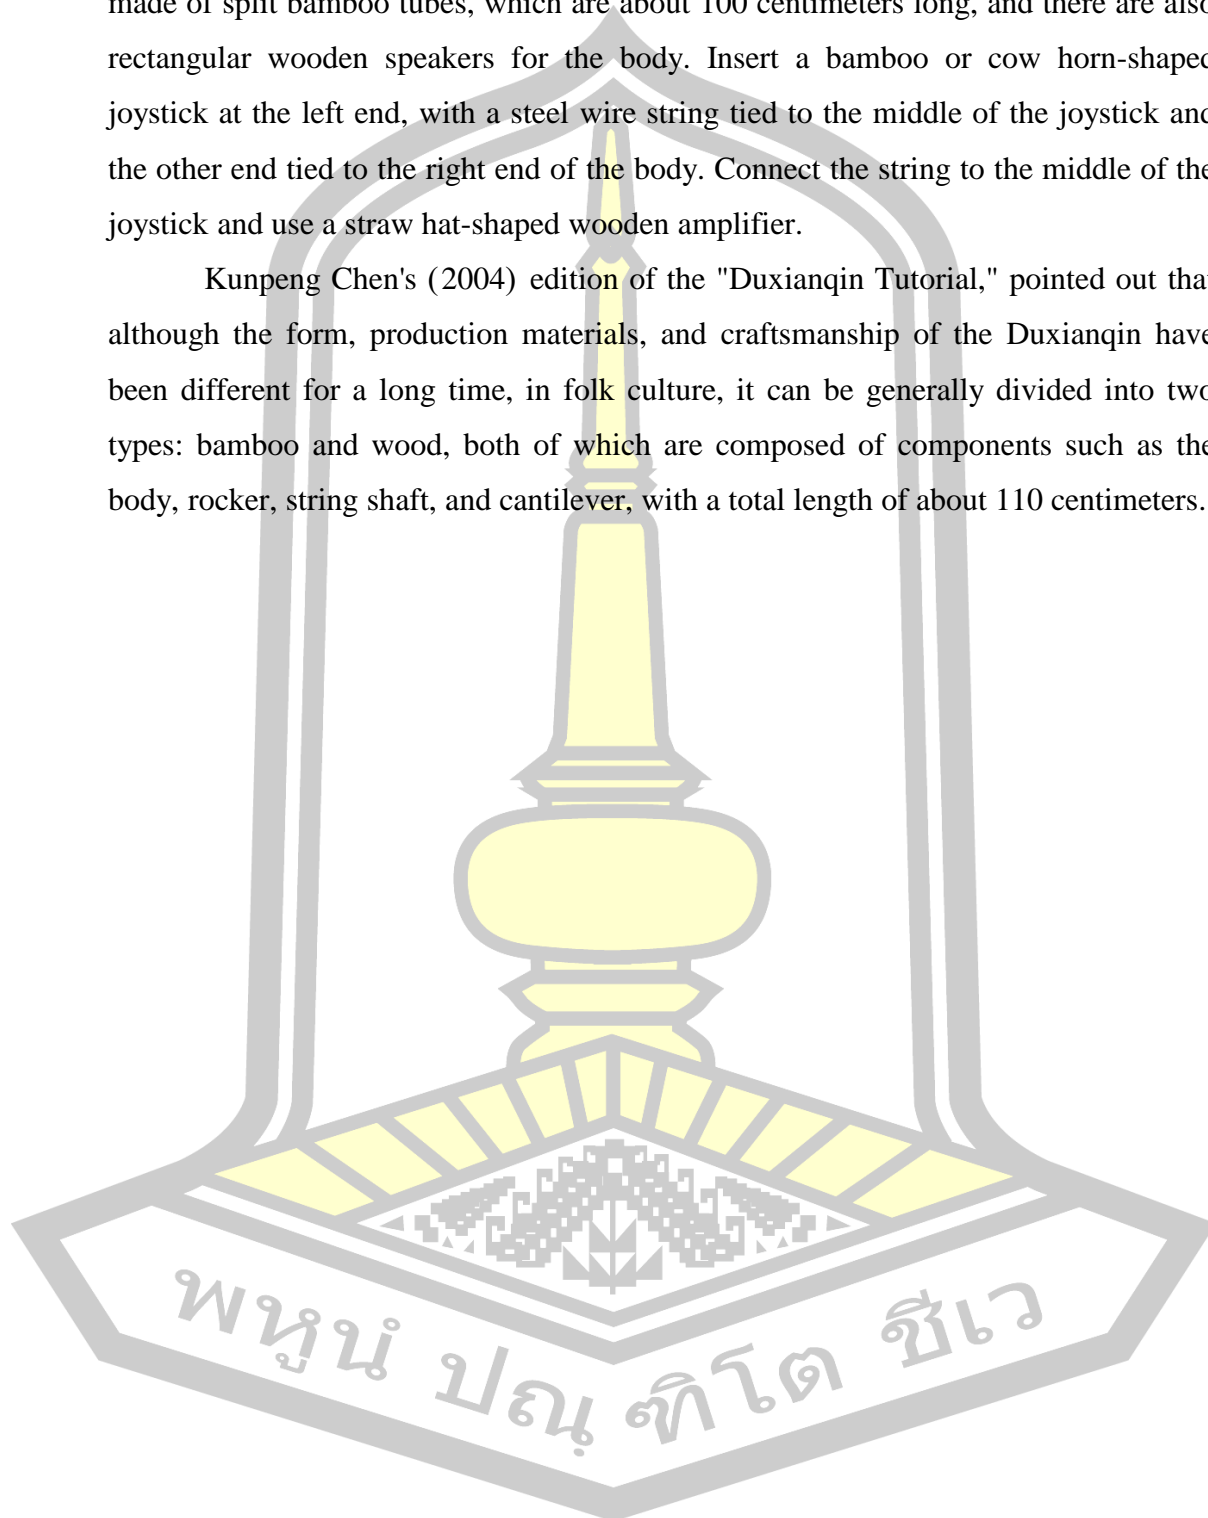 made of split bamboo tubes, which are about 100 centimeters long, and there are also
rectangular wooden speakers for the body. Insert a bamboo or cow horn-shaped
joystick at the left end, with a steel wire string tied to the middle of the joystick and
the other end tied to the right end of the body. Connect the string to the middle of the
joystick and use a straw hat-shaped wooden amplifier.
Kunpeng Chen's (2004) edition of the "Duxianqin Tutorial," pointed out that
although the form, production materials, and craftsmanship of the Duxianqin have
been different for a long time, in folk culture, it can be generally divided into two
types: bamboo and wood, both of which are composed of components such as the
body, rocker, string shaft, and cantilever, with a total length of about 110 centimeters.
พหูนํ ปณฺฑิโต ชีเว